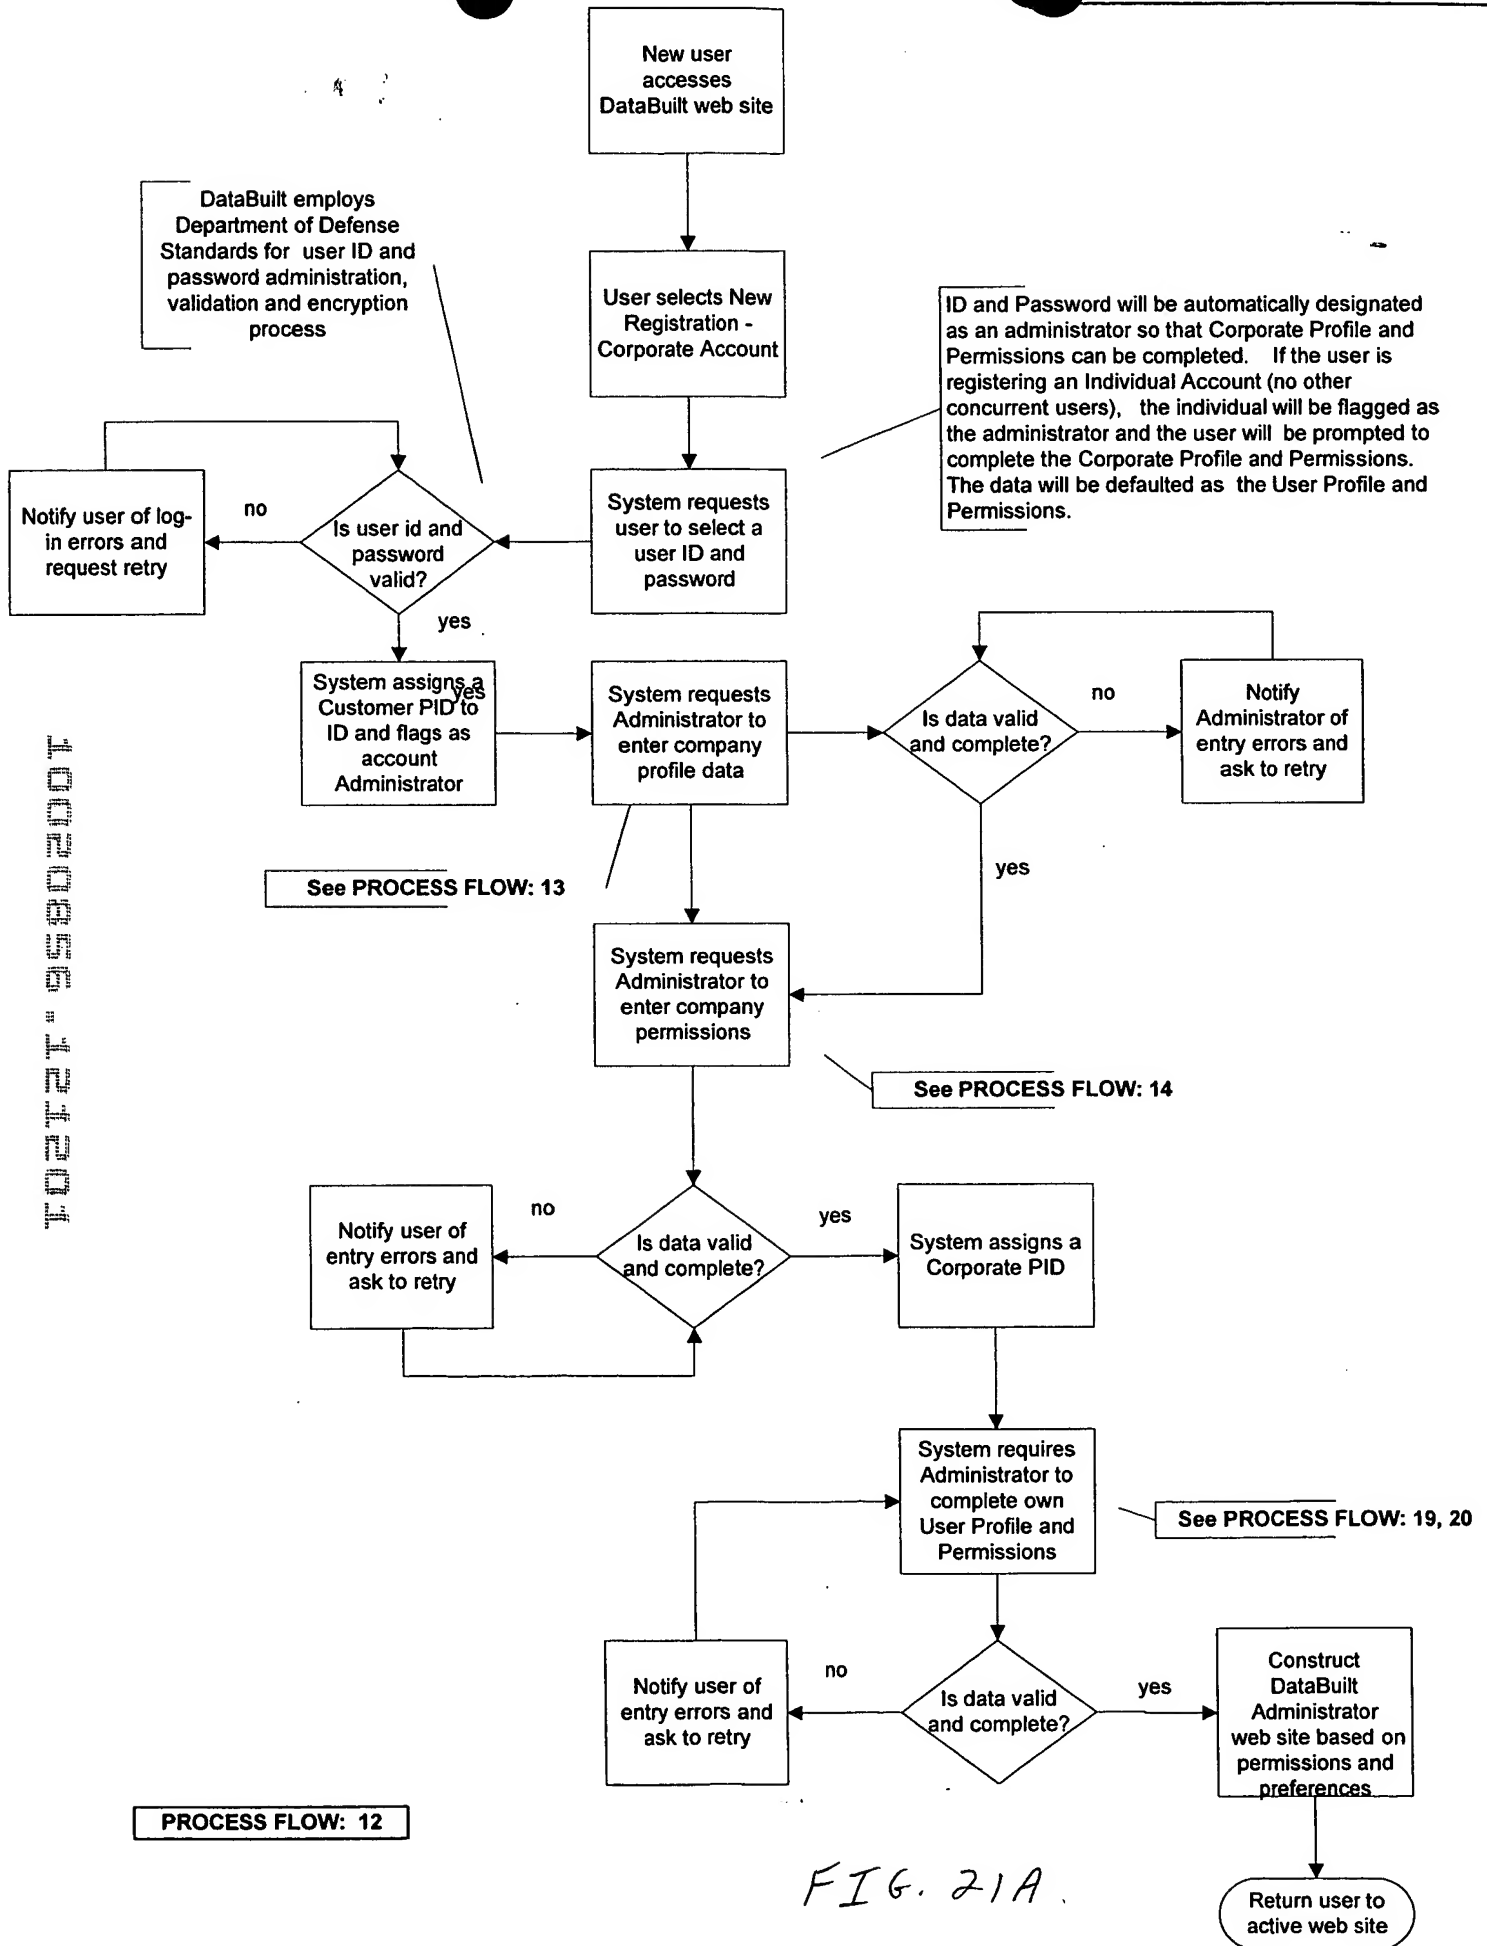 New user
accesses
DataBuilt web site
DataBuilt employs
Department of Defense
Standards for user ID and
password administration,
validation and encryption
process
User selects New
Registration -
Corporate Account
ID and Password will be automatically designated
as an administrator so that Corporate Profile and
Permissions can be completed. If the user is
registering an Individual Account (no other
concurrent users), the individual will be flagged as
the administrator and the user will be prompted to
complete the Corporate Profile and Permissions.
The data will be defaulted as the User Profile and
Permissions.
Notify user of log-
in errors and
request retry
no
Is user id and
password
valid?
System requests
user to select a
user ID and
password
yes
System assigns a
Customer PID to
ID and flags as
account
Administrator
yes
System requests
Administrator to
enter company
profile data
Is data valid
and complete?
no
Notify
Administrator of
entry errors and
ask to retry
yes
See PROCESS FLOW: 13
System requests
Administrator to
enter company
permissions
See PROCESS FLOW: 14
Notify user of
entry errors and
ask to retry
no
Is data valid
and complete?
yes
System assigns a
Corporate PID
System requires
Administrator to
complete own
User Profile and
Permissions
See PROCESS FLOW: 19, 20
Notify user of
entry errors and
ask to retry
no
Is data valid
and complete?
yes
Construct
DataBuilt
Administrator
web site based on
permissions and
preferences
Return user to
active web site
PROCESS FLOW: 12
FIG. 21A.
10020856.121201